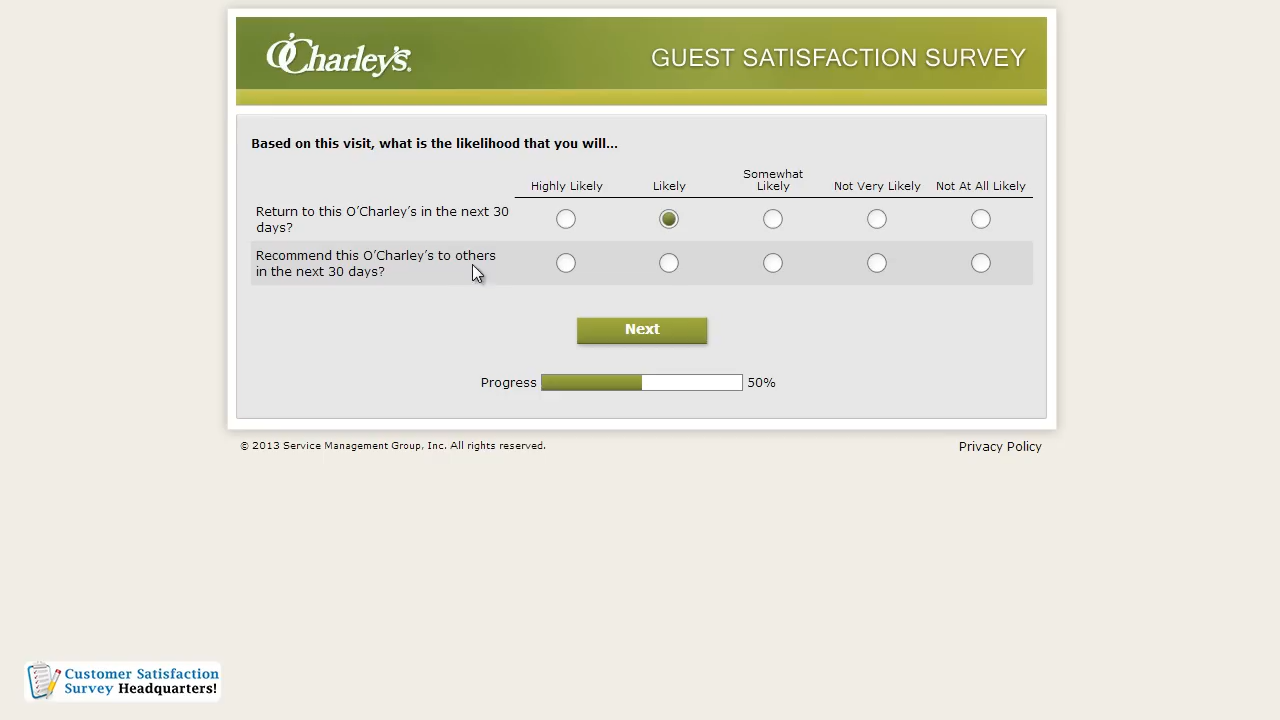 O'Charley's®
GUEST SATISFACTION SURVEY
Based on this visit, what is the likelihood that you will...
Highly Likely
Likely
Somewhat
Likely
Not Very Likely
Not At All Likely
Return to this O’Charley’s in the next 30
days?
Recommend this O’Charley’s to others
in the next 30 days?
Next
Progress 50%
© 2013 Service Management Group, Inc. All rights reserved.
Privacy Policy
Customer Satisfaction
Survey Headquarters!